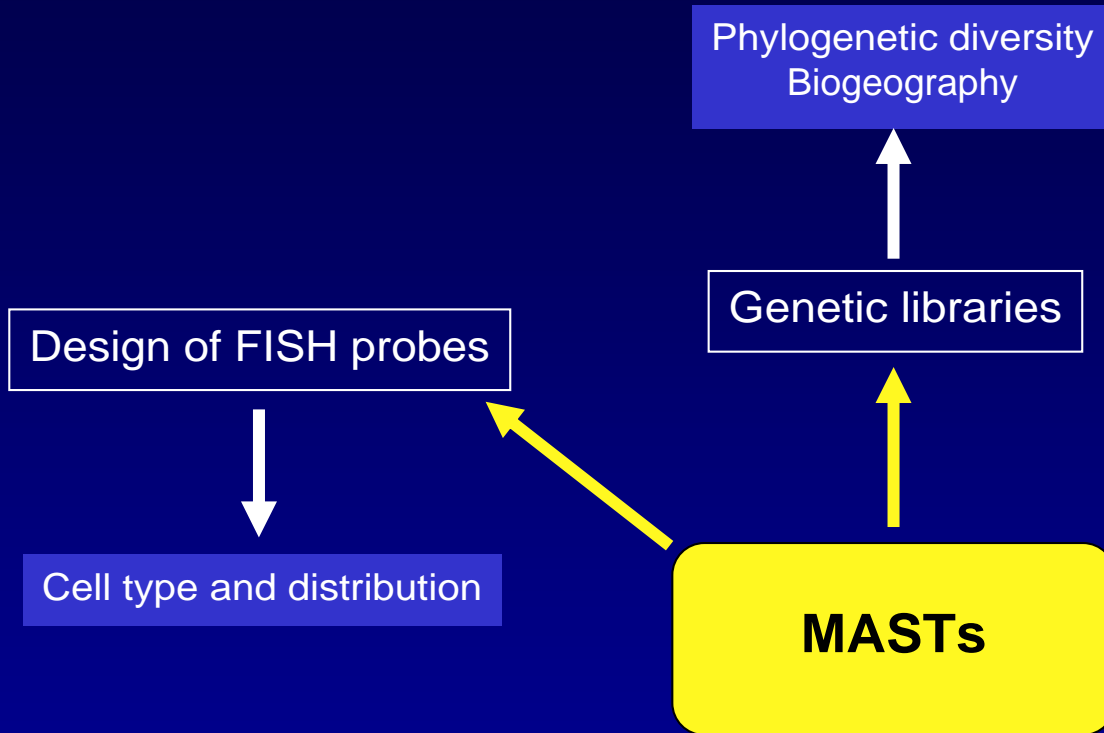 Phylogenetic diversity
Biogeography
Genetic libraries
Design of FISH probes
Cell type and distribution
MASTs